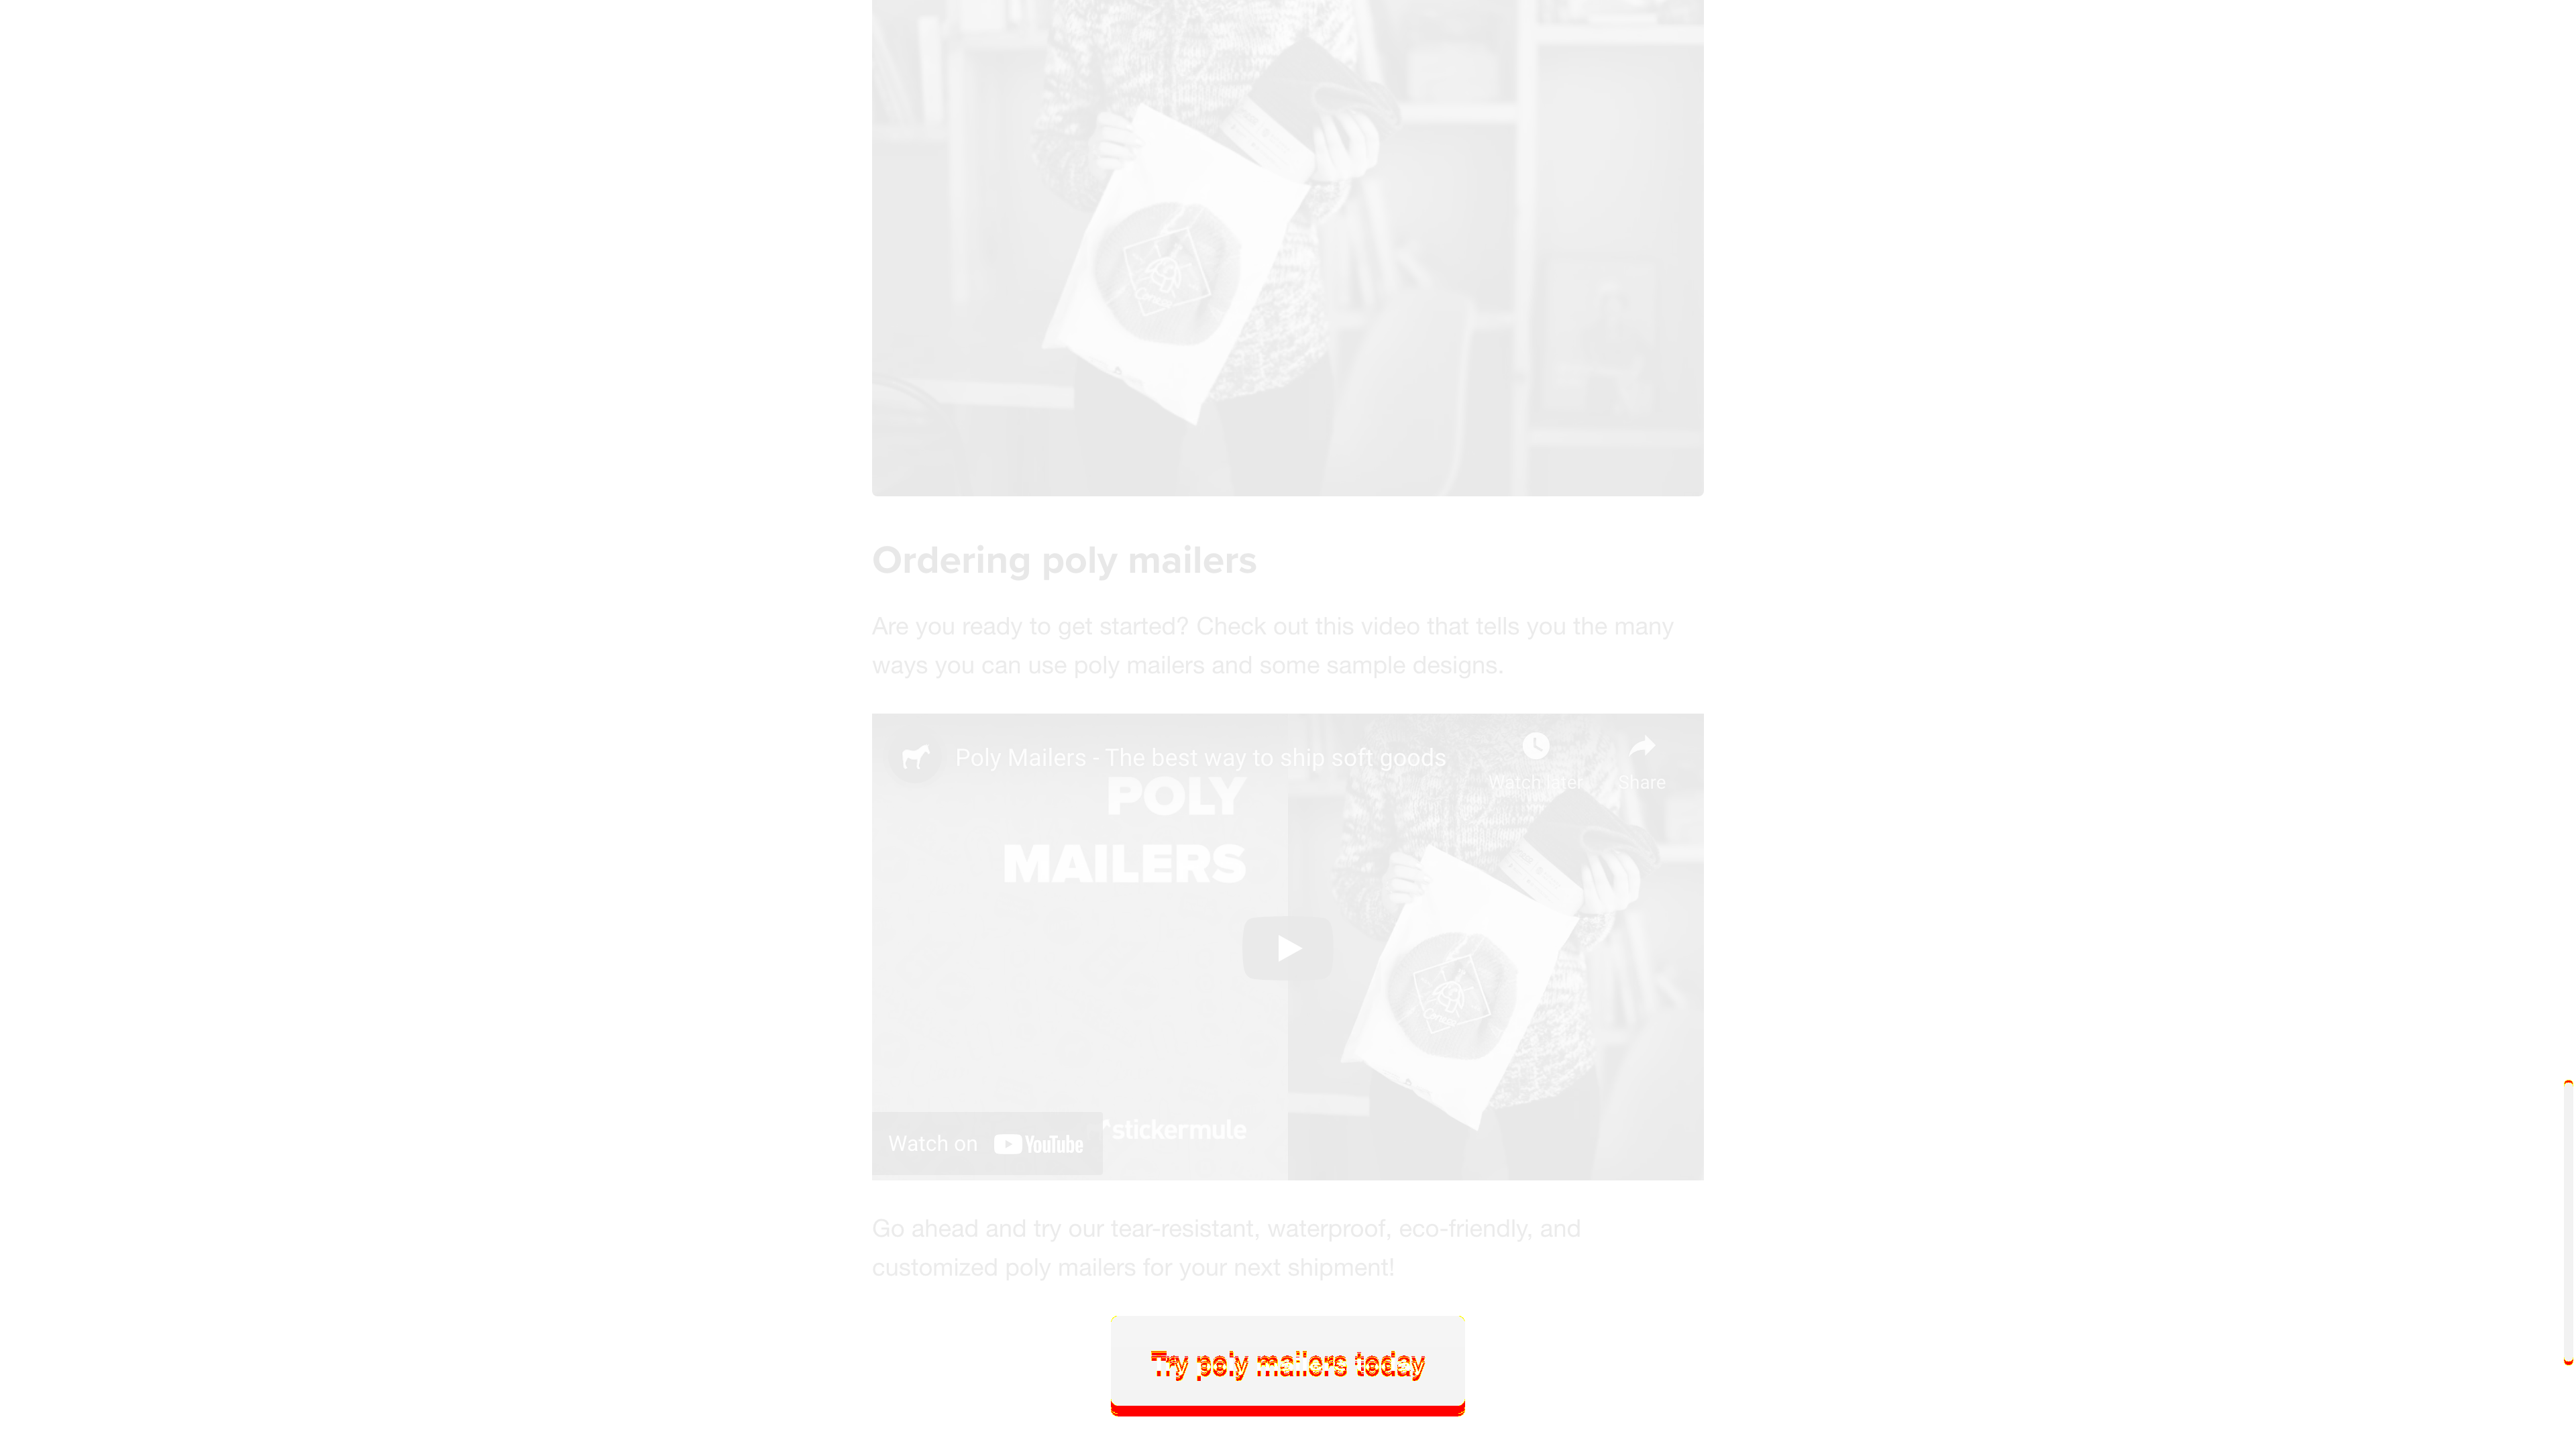 Ordering poly mailers
Are you ready to get started? Check out this video that tells you the many
ways you can use poly mailers and some sample designs.
Poly Mailers - The best way to ship soft goods
Watch later
Share
POLY
MAILERS
Watch on YouTube
stickermule
Go ahead and try our tear-resistant, waterproof, eco-friendly, and
customized poly mailers for your next shipment!
Try poly mailers today